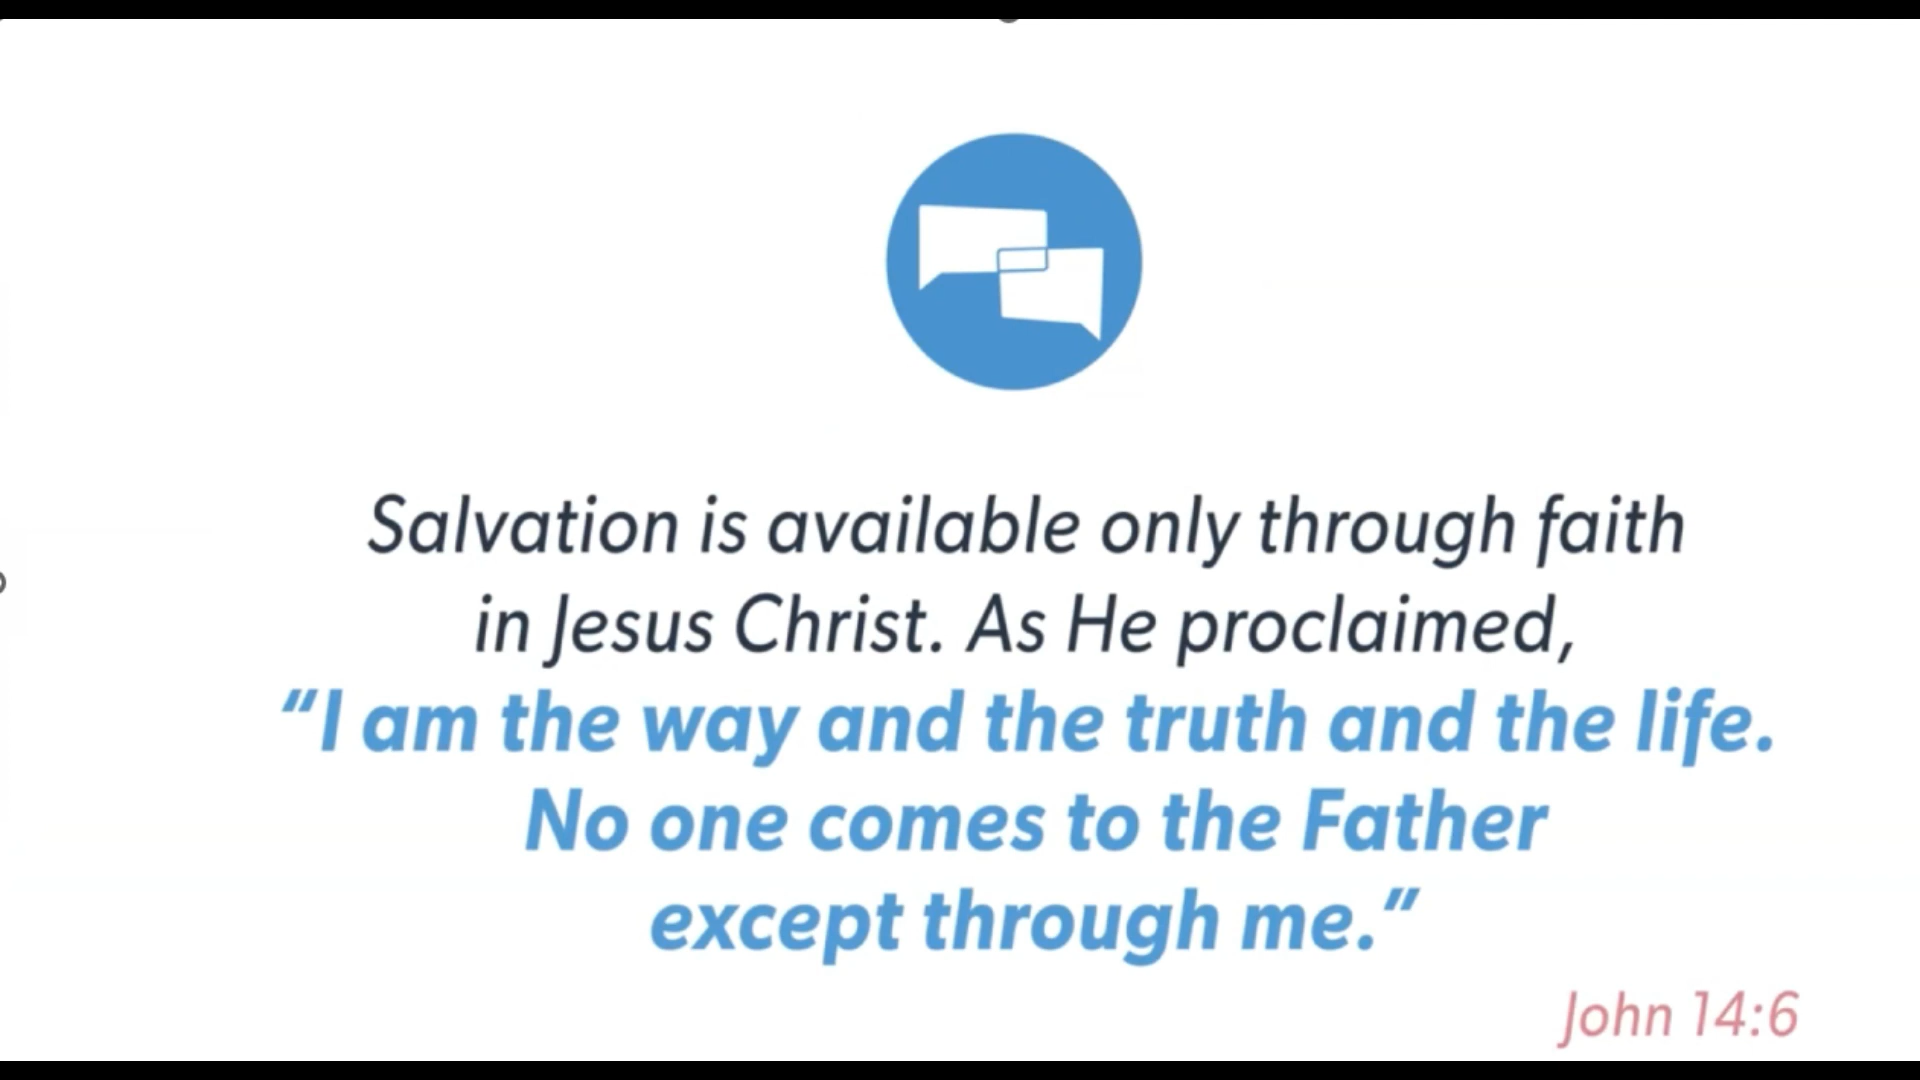 Salvation is available only through faith
in Jesus Christ. As He proclaimed,
“I am the way and the truth and the life.
No one comes to the Father
except through me.”
John 14:6